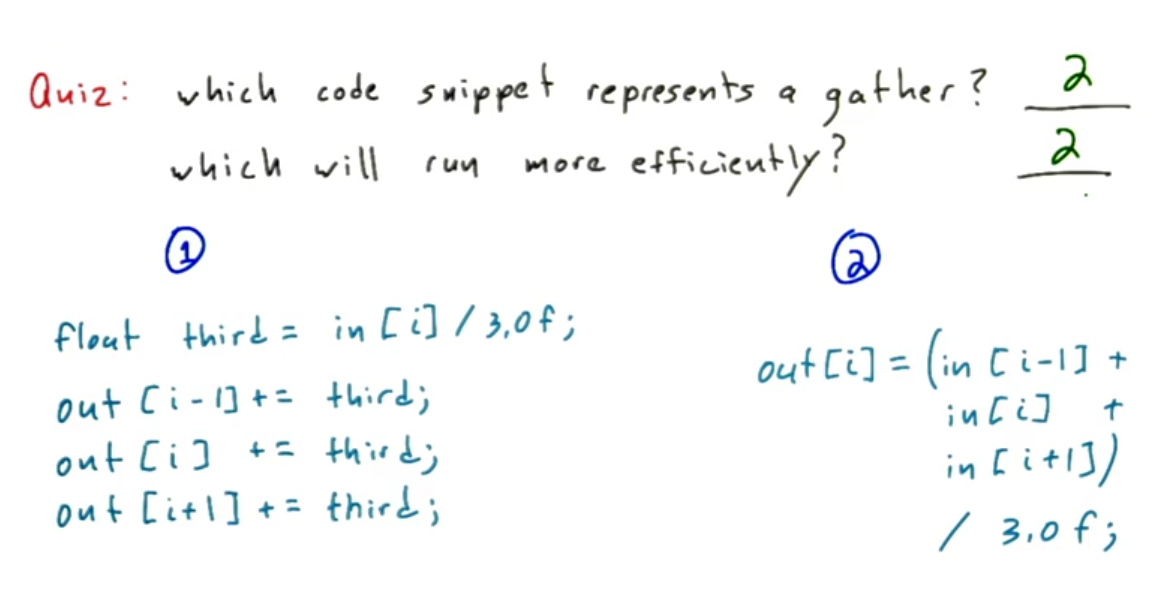 Quiz: which code snippet represents a gather? 2
which will run more efficiently? 2
1
float third = in [i] / 3.0f;
out [i-1] += third;
out [i] += third;
out [i+1] += third;
2
out[i] = (in [i-1] +
in[i] +
in [i+1])
/ 3.0f;